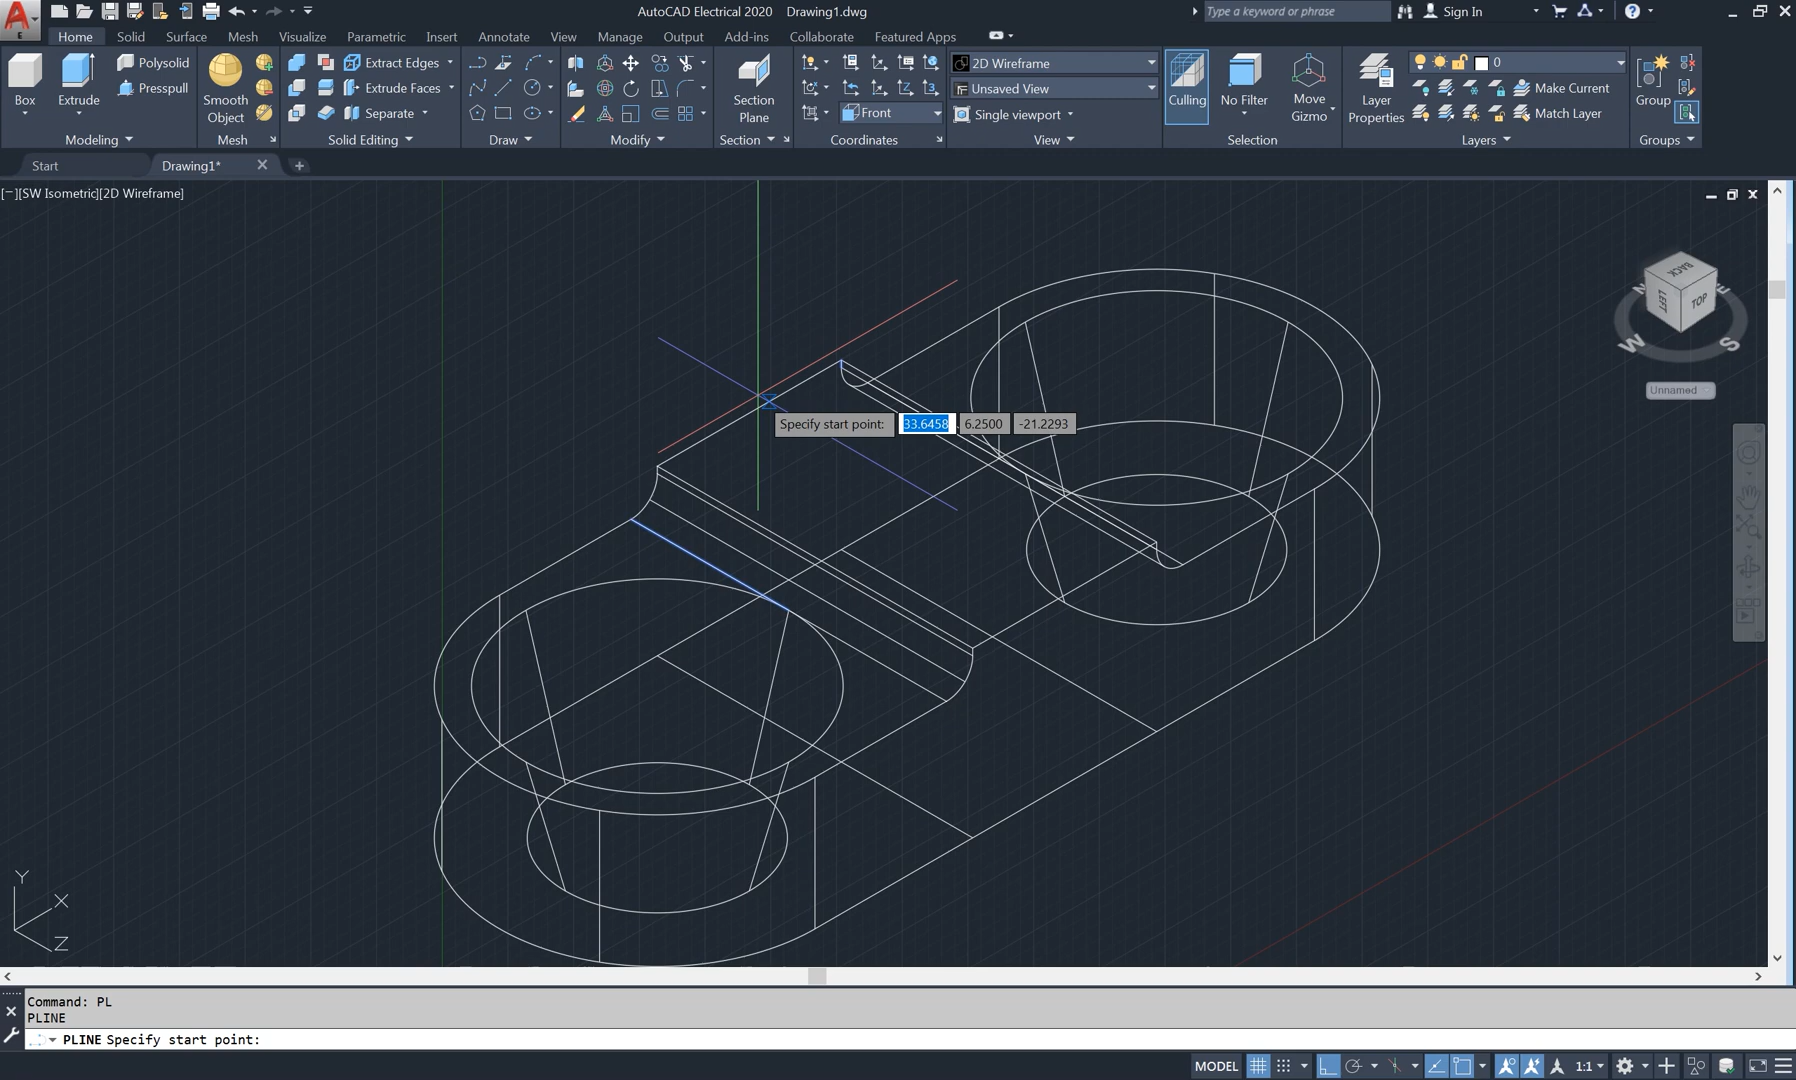 AutoCAD Electrical 2020 Drawing1.dwg
Type a keyword or phrase
Sign In
Home Solid Surface Mesh Visualize Parametric Insert Annotate View Manage Output Add-ins Collaborate Featured Apps
Box
Extrude
Polysolid
Presspull
Smooth
Object
Extract Edges
Extrude Faces
Separate
Section
Plane
Front
2D Wireframe
Unsaved View
Single viewport
Culling
No Filter
Move
Gizmo
Layer
Properties
0
Make Current
Match Layer
Group
Modeling Mesh Solid Editing Draw Modify Section Coordinates View Selection Layers Groups
Start Drawing1*
[−][SW Isometric][2D Wireframe]
BACK
LEFT
TOP
N
E
W
S
Unnamed
Specify start point: 33.6458 6.2500 -21.2293
Y
X
Z
Command: PL
PLINE
PLINE Specify start point:
MODEL 1:1